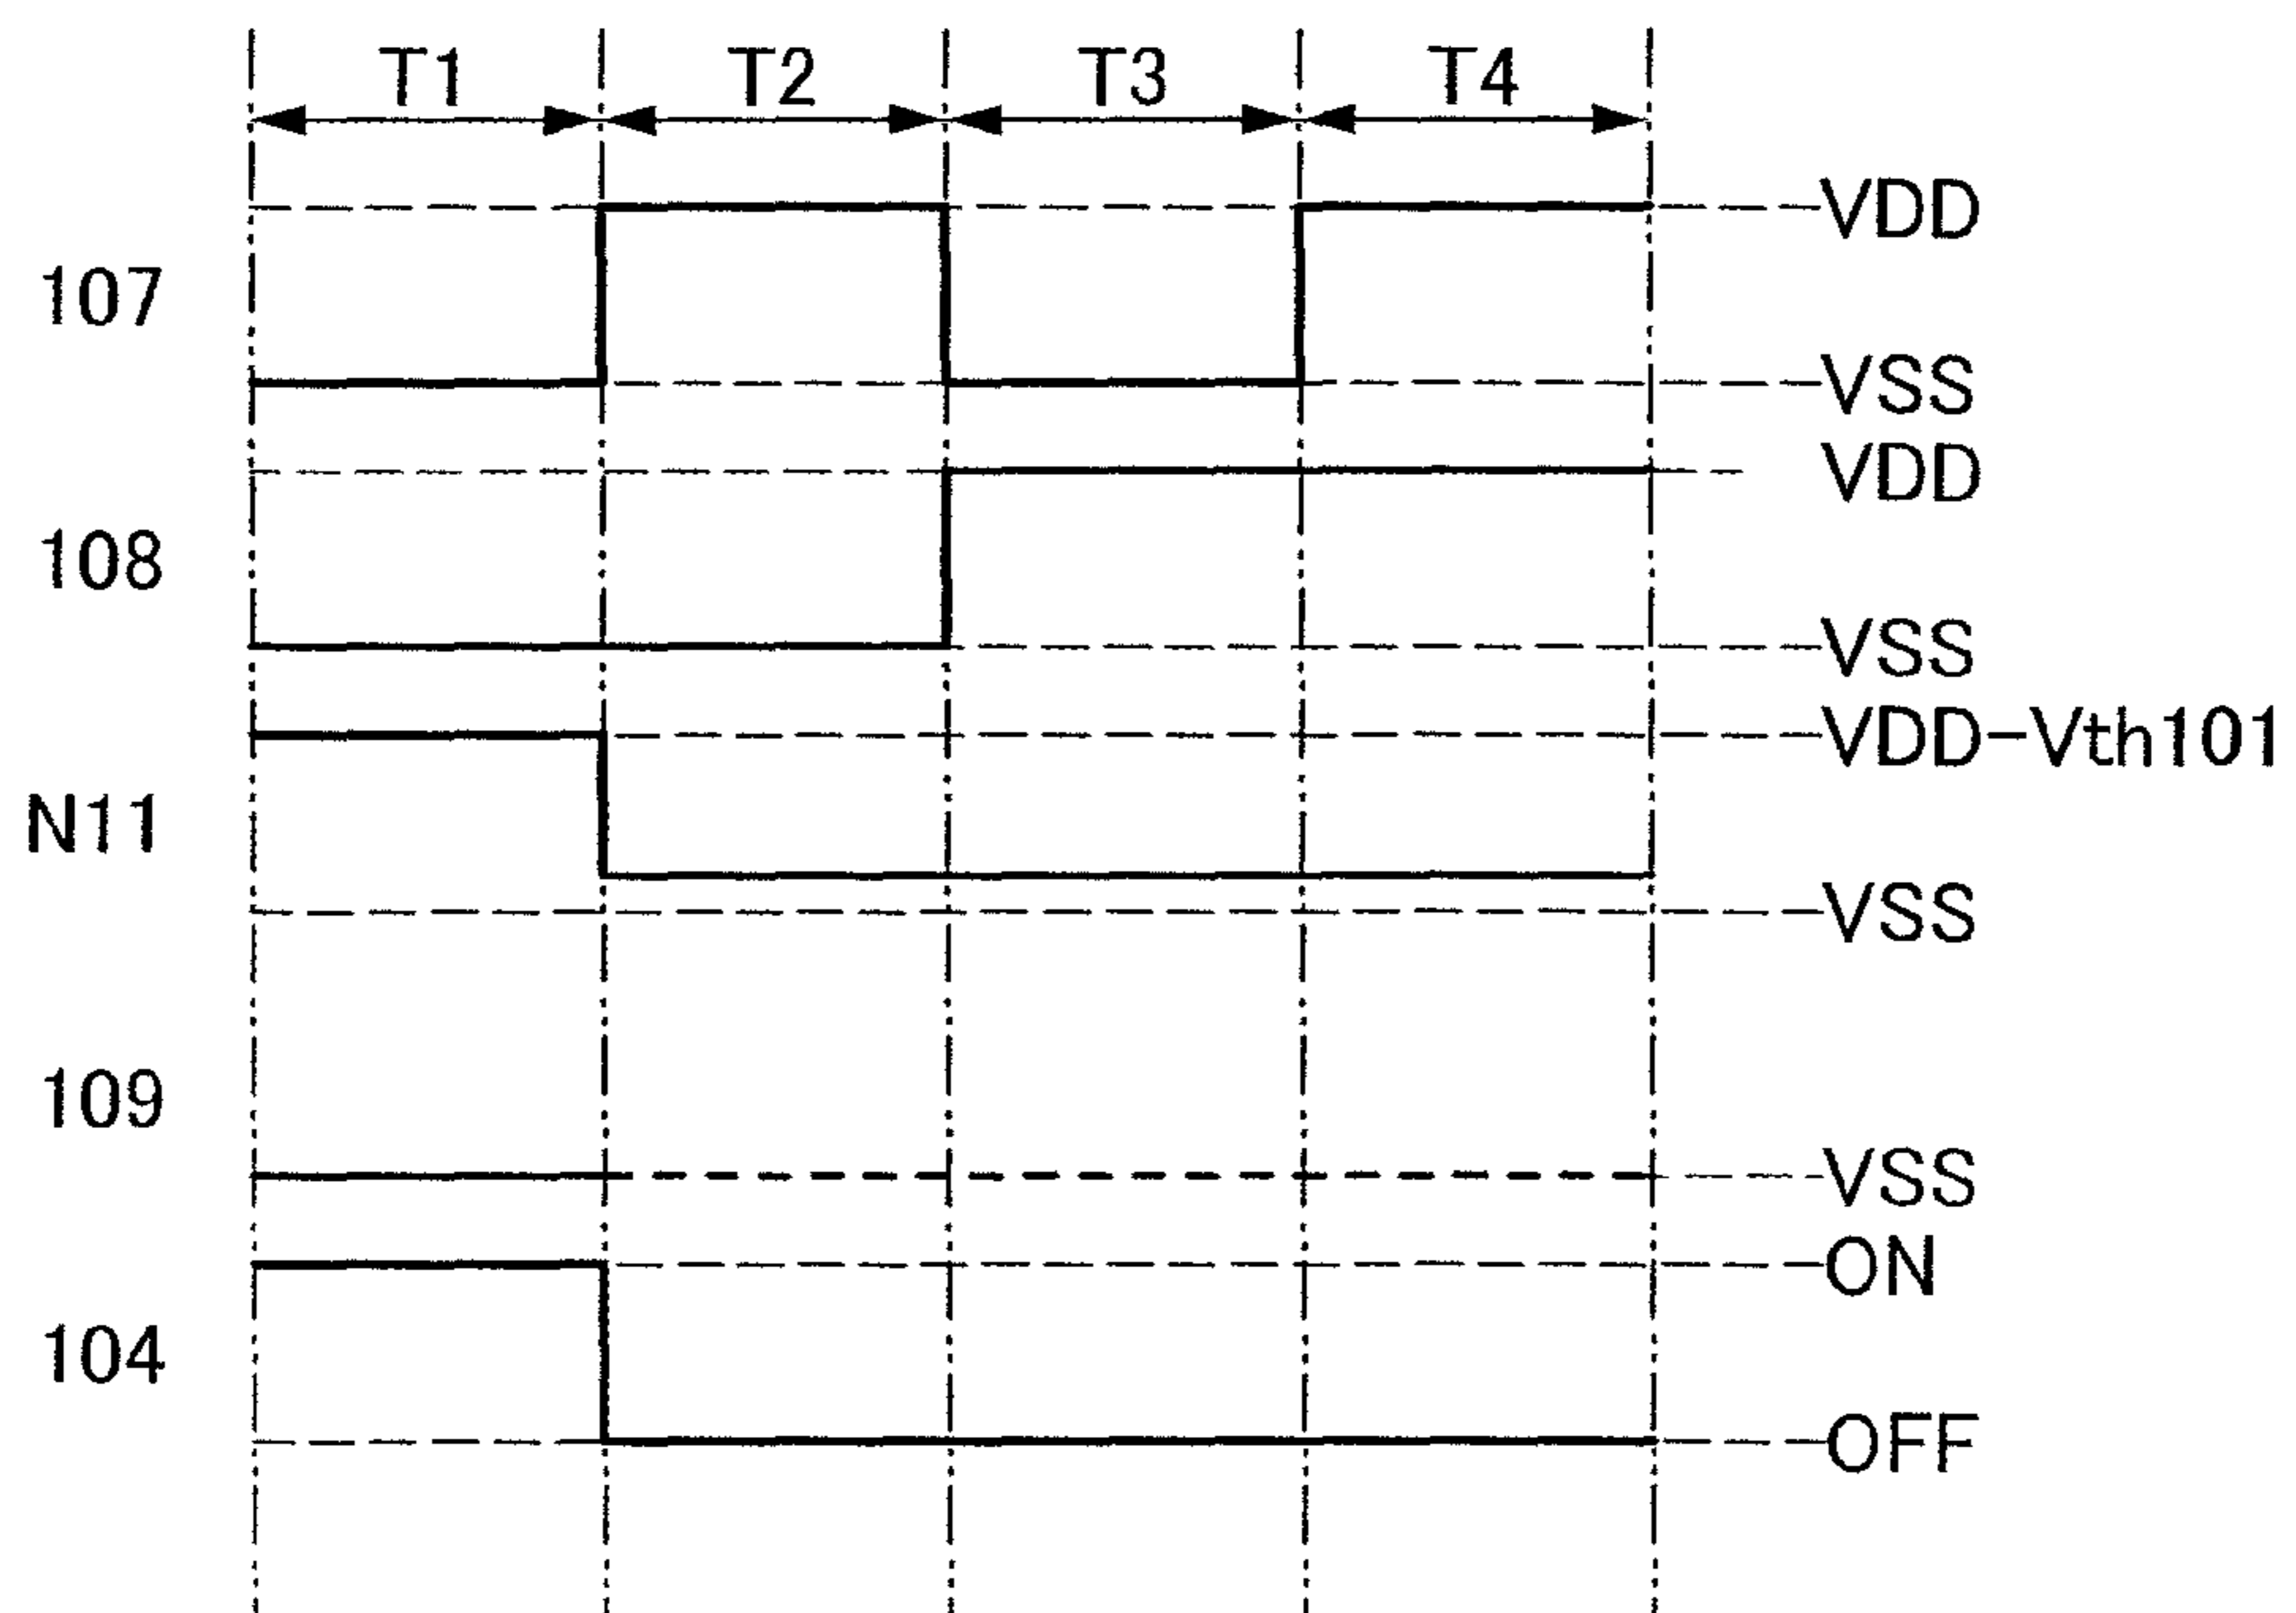 T1 T2 T3 T4
VDD
107
VSS
VDD
108
VSS
VDD-Vth101
N11
VSS
109
VSS
ON
104
OFF